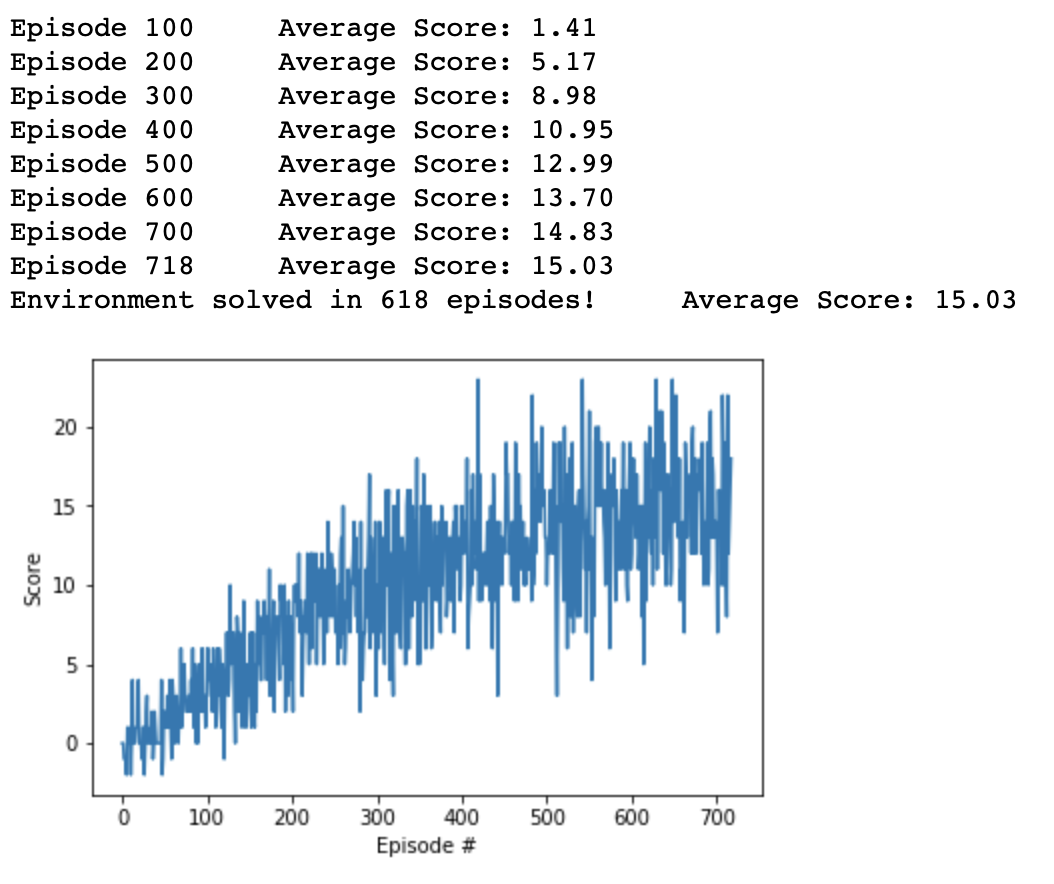 Episode 100 Average Score: 1.41
Episode 200 Average Score: 5.17
Episode 300 Average Score: 8.98
Episode 400 Average Score: 10.95
Episode 500 Average Score: 12.99
Episode 600 Average Score: 13.70
Episode 700 Average Score: 14.83
Episode 718 Average Score: 15.03
Environment solved in 618 episodes! Average Score: 15.03
20
15
10
5
0
Score
0 100 200 300 400 500 600 700
Episode #